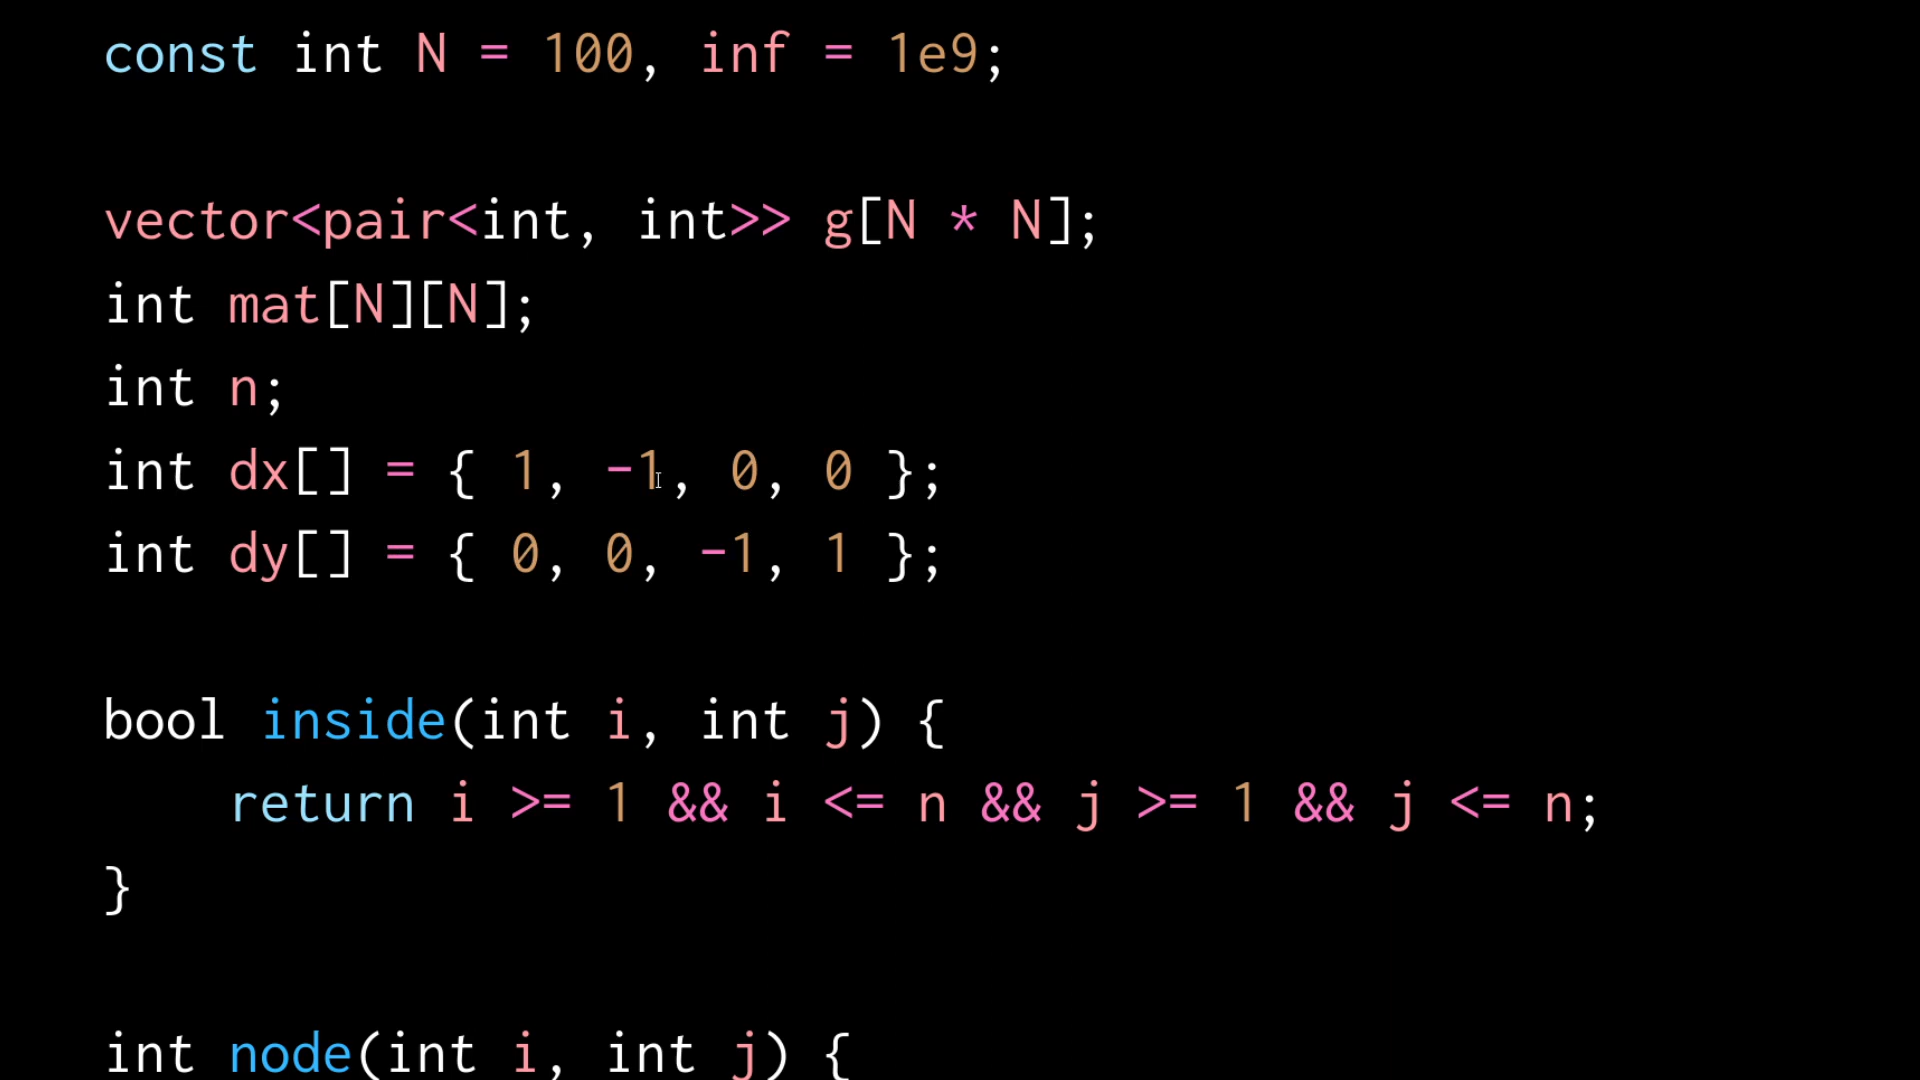 const int N = 100, inf = 1e9;
vector<pair<int, int>> g[N * N];
int mat[N][N];
int n;
int dx[] = { 1, -1, 0, 0 };
int dy[] = { 0, 0, -1, 1 };
bool inside(int i, int j) {
    return i >= 1 && i <= n && j >= 1 && j <= n;
}
int node(int i, int j) {